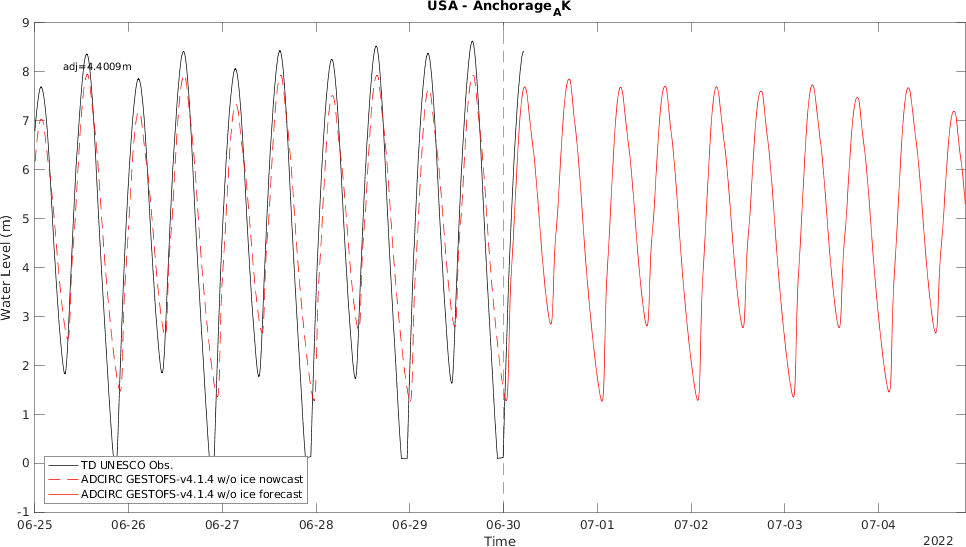 USA - Anchorage_AK
9
8
7
6
5
4
3
2
1
0
-1
Water Level (m)
adj=4.4009m
TD UNESCO Obs.
ADCIRC GESTOFS-v4.1.4 w/o ice nowcast
ADCIRC GESTOFS-v4.1.4 w/o ice forecast
06-25 06-26 06-27 06-28 06-29 06-30 07-01 07-02 07-03 07-04
Time
2022